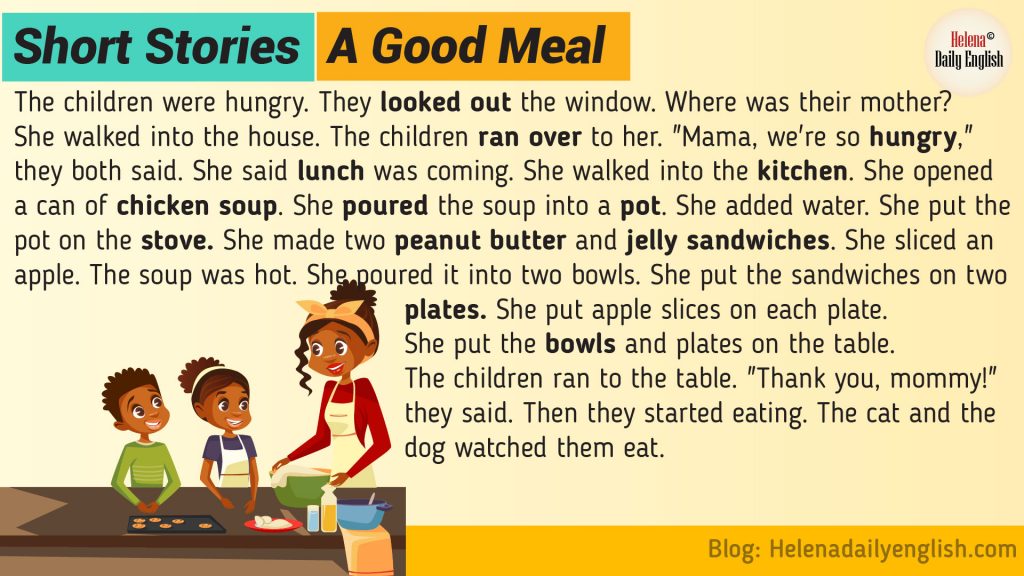 Short Stories A Good Meal
Helena©
Daily English
The children were hungry. They looked out the window. Where was their mother?
She walked into the house. The children ran over to her. "Mama, we're so hungry,"
they both said. She said lunch was coming. She walked into the kitchen. She opened
a can of chicken soup. She poured the soup into a pot. She added water. She put the
pot on the stove. She made two peanut butter and jelly sandwiches. She sliced an
apple. The soup was hot. She poured it into two bowls. She put the sandwiches on two
plates. She put apple slices on each plate.
She put the bowls and plates on the table.
The children ran to the table. "Thank you, mommy!"
they said. Then they started eating. The cat and the
dog watched them eat.
Blog: Helenadailyenglish.com